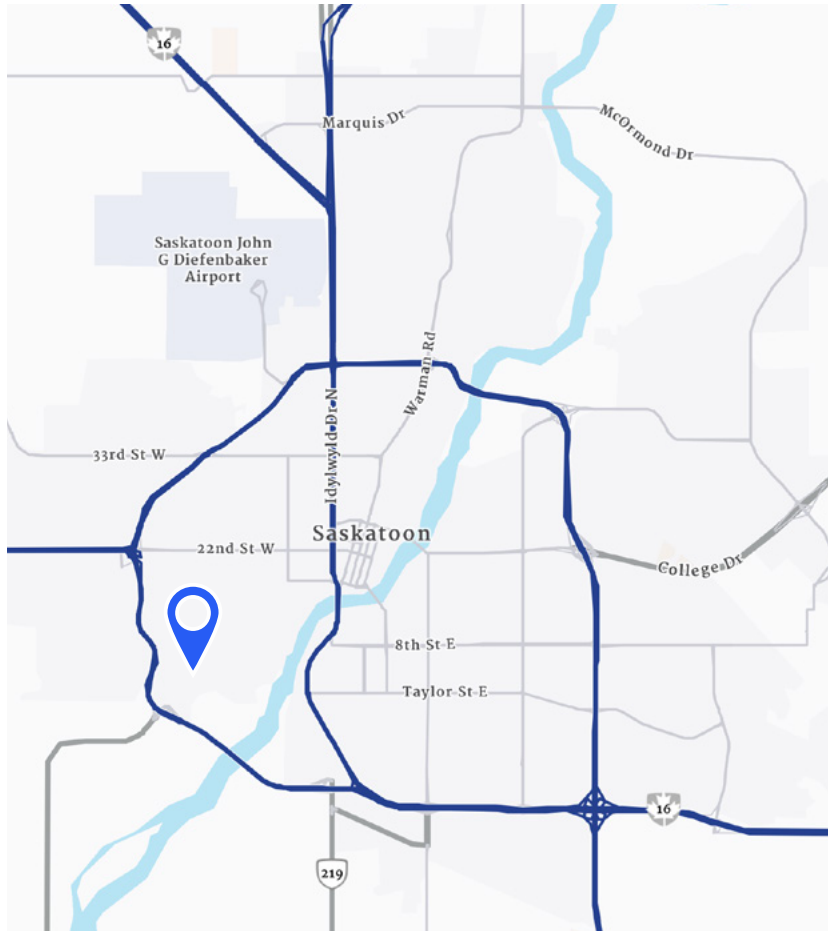 16
Marquis Dr
McOrmond Dr
Saskatoon John
G Diefenbaker
Airport
Warman Rd
Idylwyld Dr N
33rd St W
Saskatoon
22nd St W
College Dr
8th St E
Taylor St E
16
219